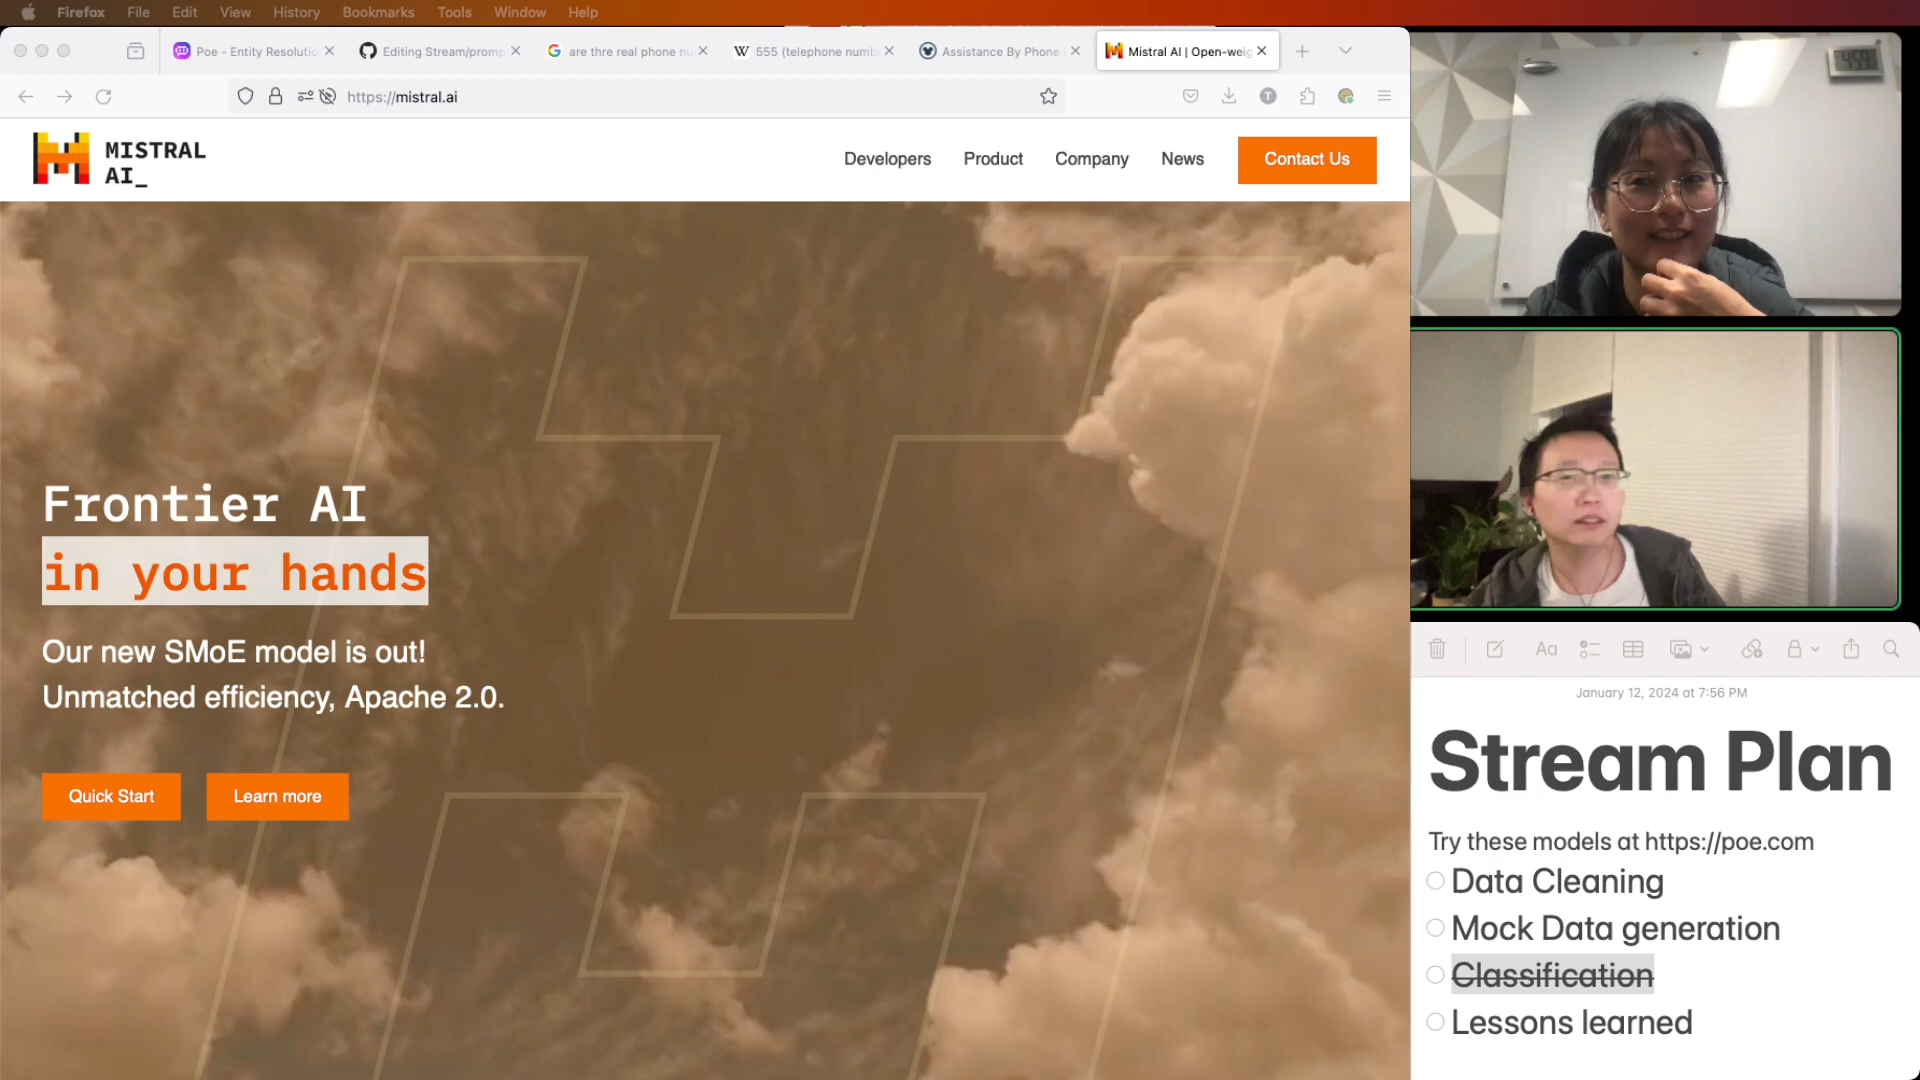 Firefox File Edit View History Bookmarks Tools Window Help
Poe - Entity Resolutio
Editing Stream/promp
are thre real phone nu
555 (telephone numb
Assistance By Phone
Mistral AI | Open-weig
https://mistral.ai
MISTRAL
AI_
Developers Product Company News Contact Us
Frontier AI
in your hands
Our new SMoE model is out!
Unmatched efficiency, Apache 2.0.
Quick Start Learn more
4:59
January 12, 2024 at 7:56 PM
Stream Plan
Try these models at https://poe.com
Data Cleaning
Mock Data generation
Classification
Lessons learned